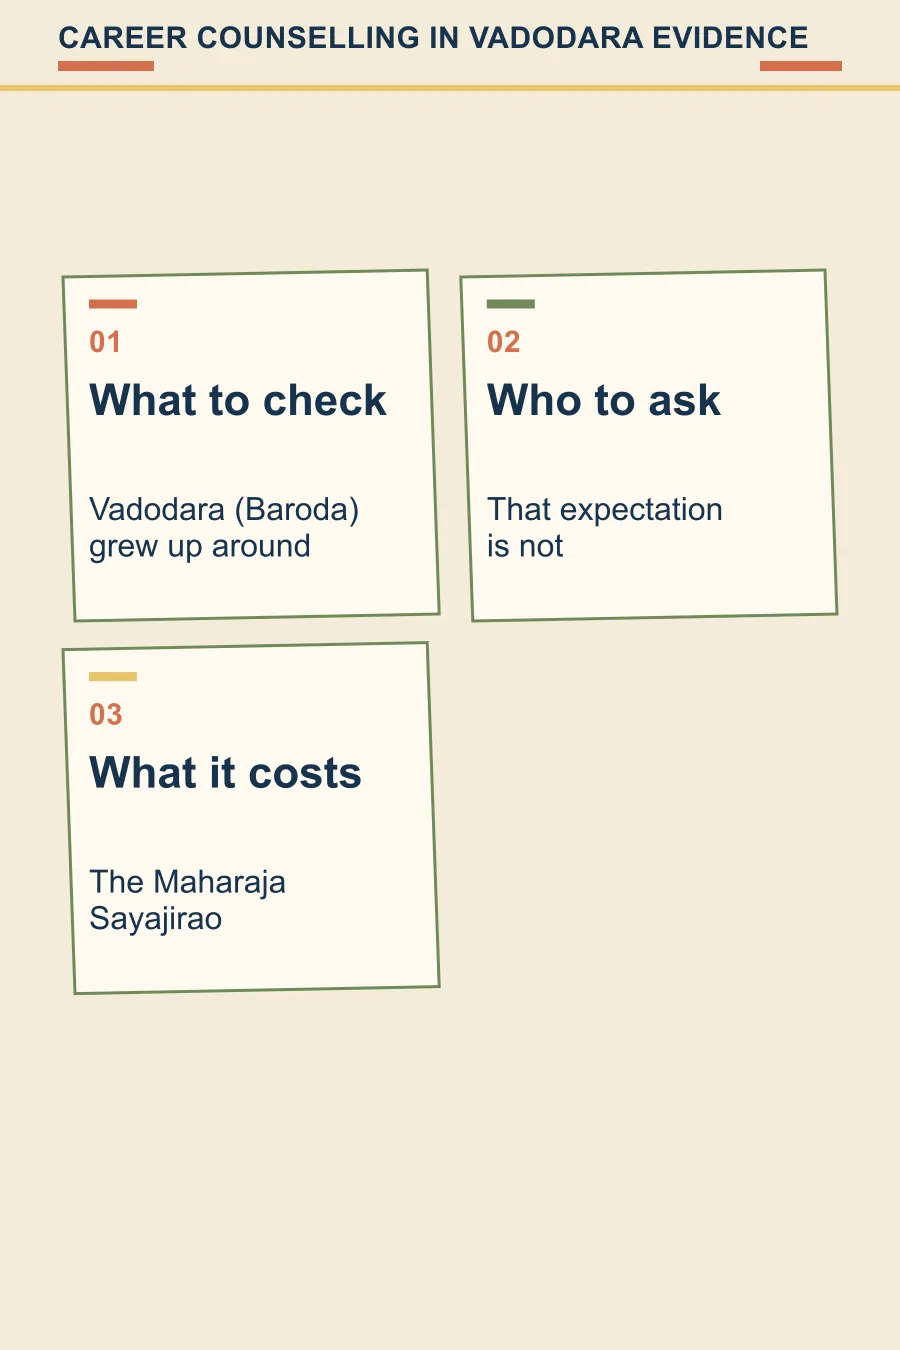 CAREER COUNSELLING IN VADODARA EVIDENCE
01
What to check
Vadodara (Baroda)
grew up around
02
Who to ask
That expectation
is not
03
What it costs
The Maharaja
Sayajirao